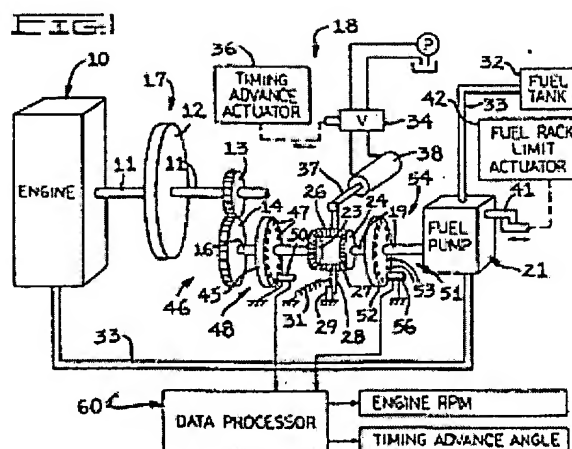 FIG.1
10
17
12
11
11
13
14
16
45
46
47
48
50
36
TIMING
ADVANCE
ACTUATOR
18
P
V
34
37
38
26
23
24
19
54
31
29
28
27
52
53
51
56
32
FUEL
TANK
33
42
FUEL RACK
LIMIT
ACTUATOR
41
FUEL
PUMP
21
ENGINE
33
60
DATA PROCESSOR
ENGINE RPM
TIMING ADVANCE ANGLE